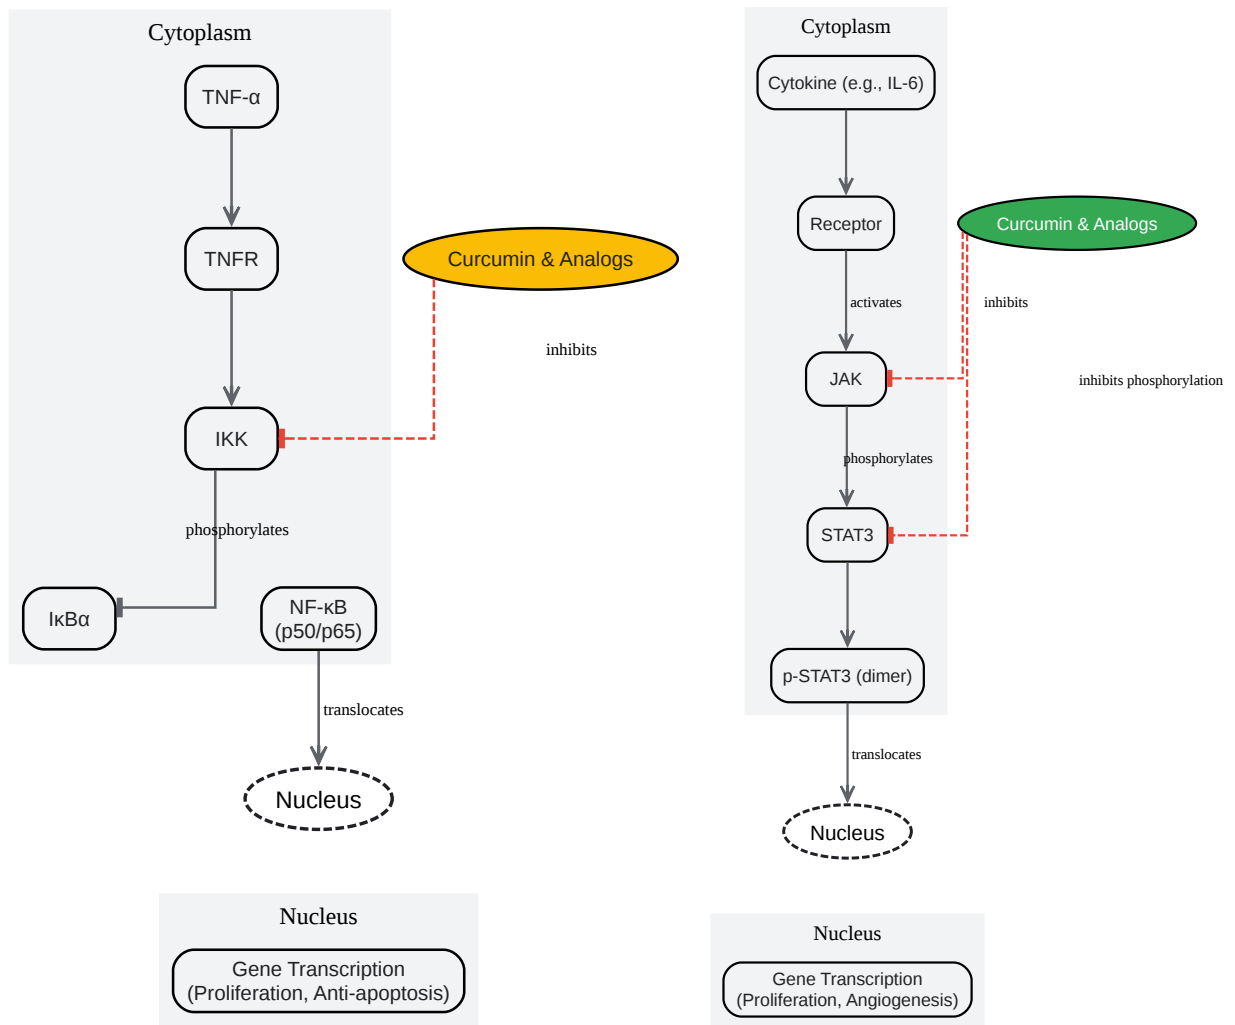 Cytoplasm
TNF-α
TNFR
Curcumin & Analogs
inhibits
IKK
phosphorylates
IκBα
NF-κB
(p50/p65)
translocates
Nucleus
Nucleus
Gene Transcription
(Proliferation, Anti-apoptosis)
Cytoplasm
Cytokine (e.g., IL-6)
Receptor
Curcumin & Analogs
activates
inhibits
JAK
inhibits phosphorylation
phosphorylates
STAT3
p-STAT3 (dimer)
translocates
Nucleus
Nucleus
Gene Transcription
(Proliferation, Angiogenesis)